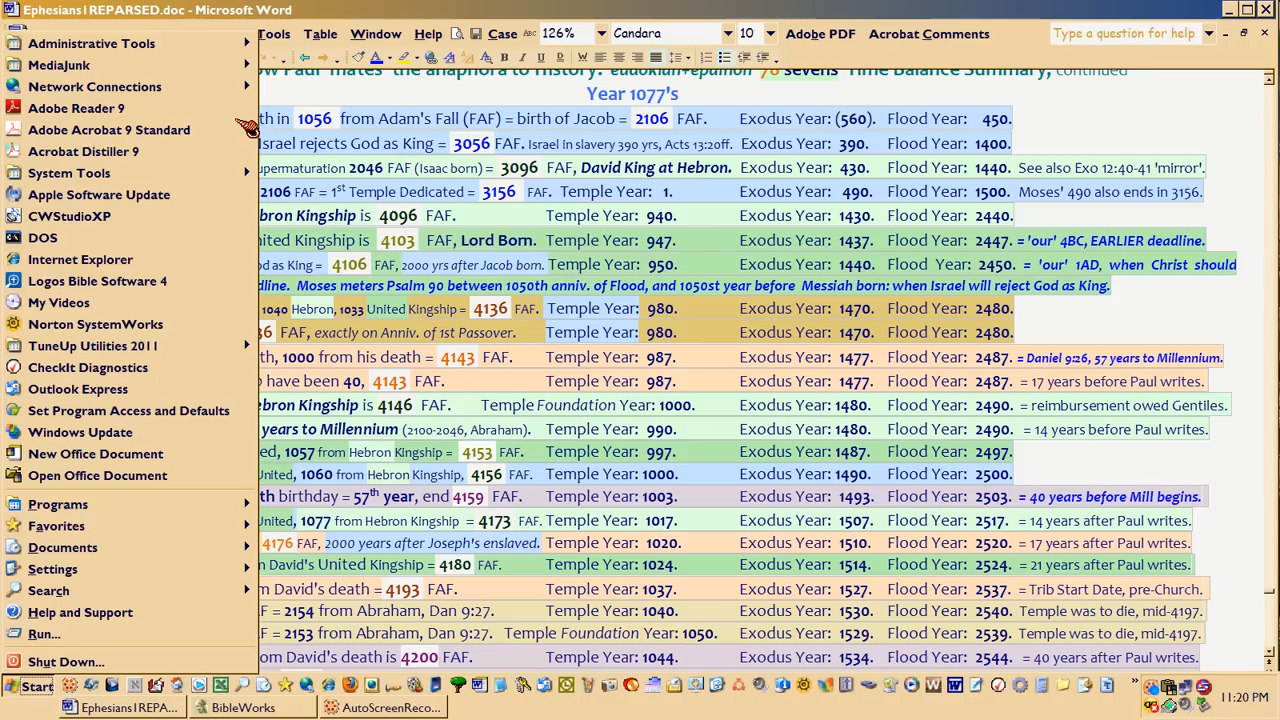 Ephesians1REPARSED.doc - Microsoft Word
Tools Table Window Help Case 126% Candara 10 Adobe PDF Acrobat Comments Type a question for help
Administrative Tools
MediaJunk
Network Connections
Adobe Reader 9
Adobe Acrobat 9 Standard
Acrobat Distiller 9
System Tools
Apple Software Update
CWStudioXP
DOS
Internet Explorer
Logos Bible Software 4
My Videos
Norton SystemWorks
TuneUp Utilities 2011
CheckIt Diagnostics
Outlook Express
Set Program Access and Defaults
Windows Update
New Office Document
Open Office Document
Programs
Favorites
Documents
Settings
Search
Help and Support
Run...
Shut Down...
ow Paul 'mates' the anaphora to History: eudokian+epainon 76 sevens Time Balance Summary, continued
Year 1077's
th in 1056 from Adam's Fall (FAF) = birth of Jacob = 2106 FAF. Exodus Year: (560). Flood Year: 450.
Israel rejects God as King = 3056 FAF. Israel in slavery 390 yrs, Acts 13:20ff. Exodus Year: 390. Flood Year: 1400.
upernaturation 2046 FAF (Isaac born) = 3096 FAF, David King at Hebron. Exodus Year: 430. Flood Year: 1440. See also Exo 12:40-41 'mirror'.
2106 FAF = 1st Temple Dedicated = 3156 FAF. Temple Year: 1. Exodus Year: 490. Flood Year: 1500. Moses' 490 also ends in 3156.
ebron Kingship is 4096 FAF. Temple Year: 940. Exodus Year: 1430. Flood Year: 2440.
nited Kingship is 4103 FAF, Lord Born. Temple Year: 947. Exodus Year: 1437. Flood Year: 2447. = 'our' 4BC, EARLIER deadline.
od as King = 4106 FAF, 2000 yrs after Jacob born. Temple Year: 950. Exodus Year: 1440. Flood Year: 2450. = 'our' 1AD, when Christ should
dline. Moses meters Psalm 90 between 1050th anniv. of Flood, and 1050st year before Messiah born: when Israel will reject God as King.
1040 Hebron, 1033 United Kingship = 4136 FAF. Temple Year: 980. Exodus Year: 1470. Flood Year: 2480.
36 FAF, exactly on Anniv. of 1st Passover. Temple Year: 980. Exodus Year: 1470. Flood Year: 2480.
th, 1000 from his death = 4143 FAF. Temple Year: 987. Exodus Year: 1477. Flood Year: 2487. = Daniel 9:26, 57 years to Millennium.
o have been 40, 4143 FAF. Temple Year: 987. Exodus Year: 1477. Flood Year: 2487. = 17 years before Paul writes.
ebron Kingship is 4146 FAF. Temple Foundation Year: 1000. Exodus Year: 1480. Flood Year: 2490. = reimbursement owed Gentiles.
years to Millennium (2100-2046, Abraham). Temple Year: 990. Exodus Year: 1480. Flood Year: 2490. = 14 years before Paul writes.
ted, 1057 from Hebron Kingship = 4153 FAF. Temple Year: 997. Exodus Year: 1487. Flood Year: 2497.
United, 1060 from Hebron Kingship, 4156 FAF. Temple Year: 1000. Exodus Year: 1490. Flood Year: 2500.
th birthday = 57th year, end 4159 FAF. Temple Year: 1003. Exodus Year: 1493. Flood Year: 2503. = 40 years before Mill begins.
United, 1077 from Hebron Kingship = 4173 FAF. Temple Year: 1017. Exodus Year: 1507. Flood Year: 2517. = 14 years after Paul writes.
4176 FAF, 2000 years after Joseph's enslaved. Temple Year: 1020. Exodus Year: 1510. Flood Year: 2520. = 17 years after Paul writes.
m David's United Kingship = 4180 FAF. Temple Year: 1024. Exodus Year: 1514. Flood Year: 2524. = 21 years after Paul writes.
m David's death = 4193 FAF. Temple Year: 1037. Exodus Year: 1527. Flood Year: 2537. = Trib Start Date, pre-Church.
F = 2154 from Abraham, Dan 9:27. Temple Year: 1040. Exodus Year: 1530. Flood Year: 2540. Temple was to die, mid-4197.
F = 2153 from Abraham, Dan 9:27. Temple Foundation Year: 1050. Exodus Year: 1529. Flood Year: 2539. Temple was to die, mid-4197.
om David's death is 4200 FAF. Temple Year: 1044. Exodus Year: 1534. Flood Year: 2544. = 40 years after Paul writes.
Start
11:20 PM
Ephesians1REPA... BibleWorks AutoScreenReco...